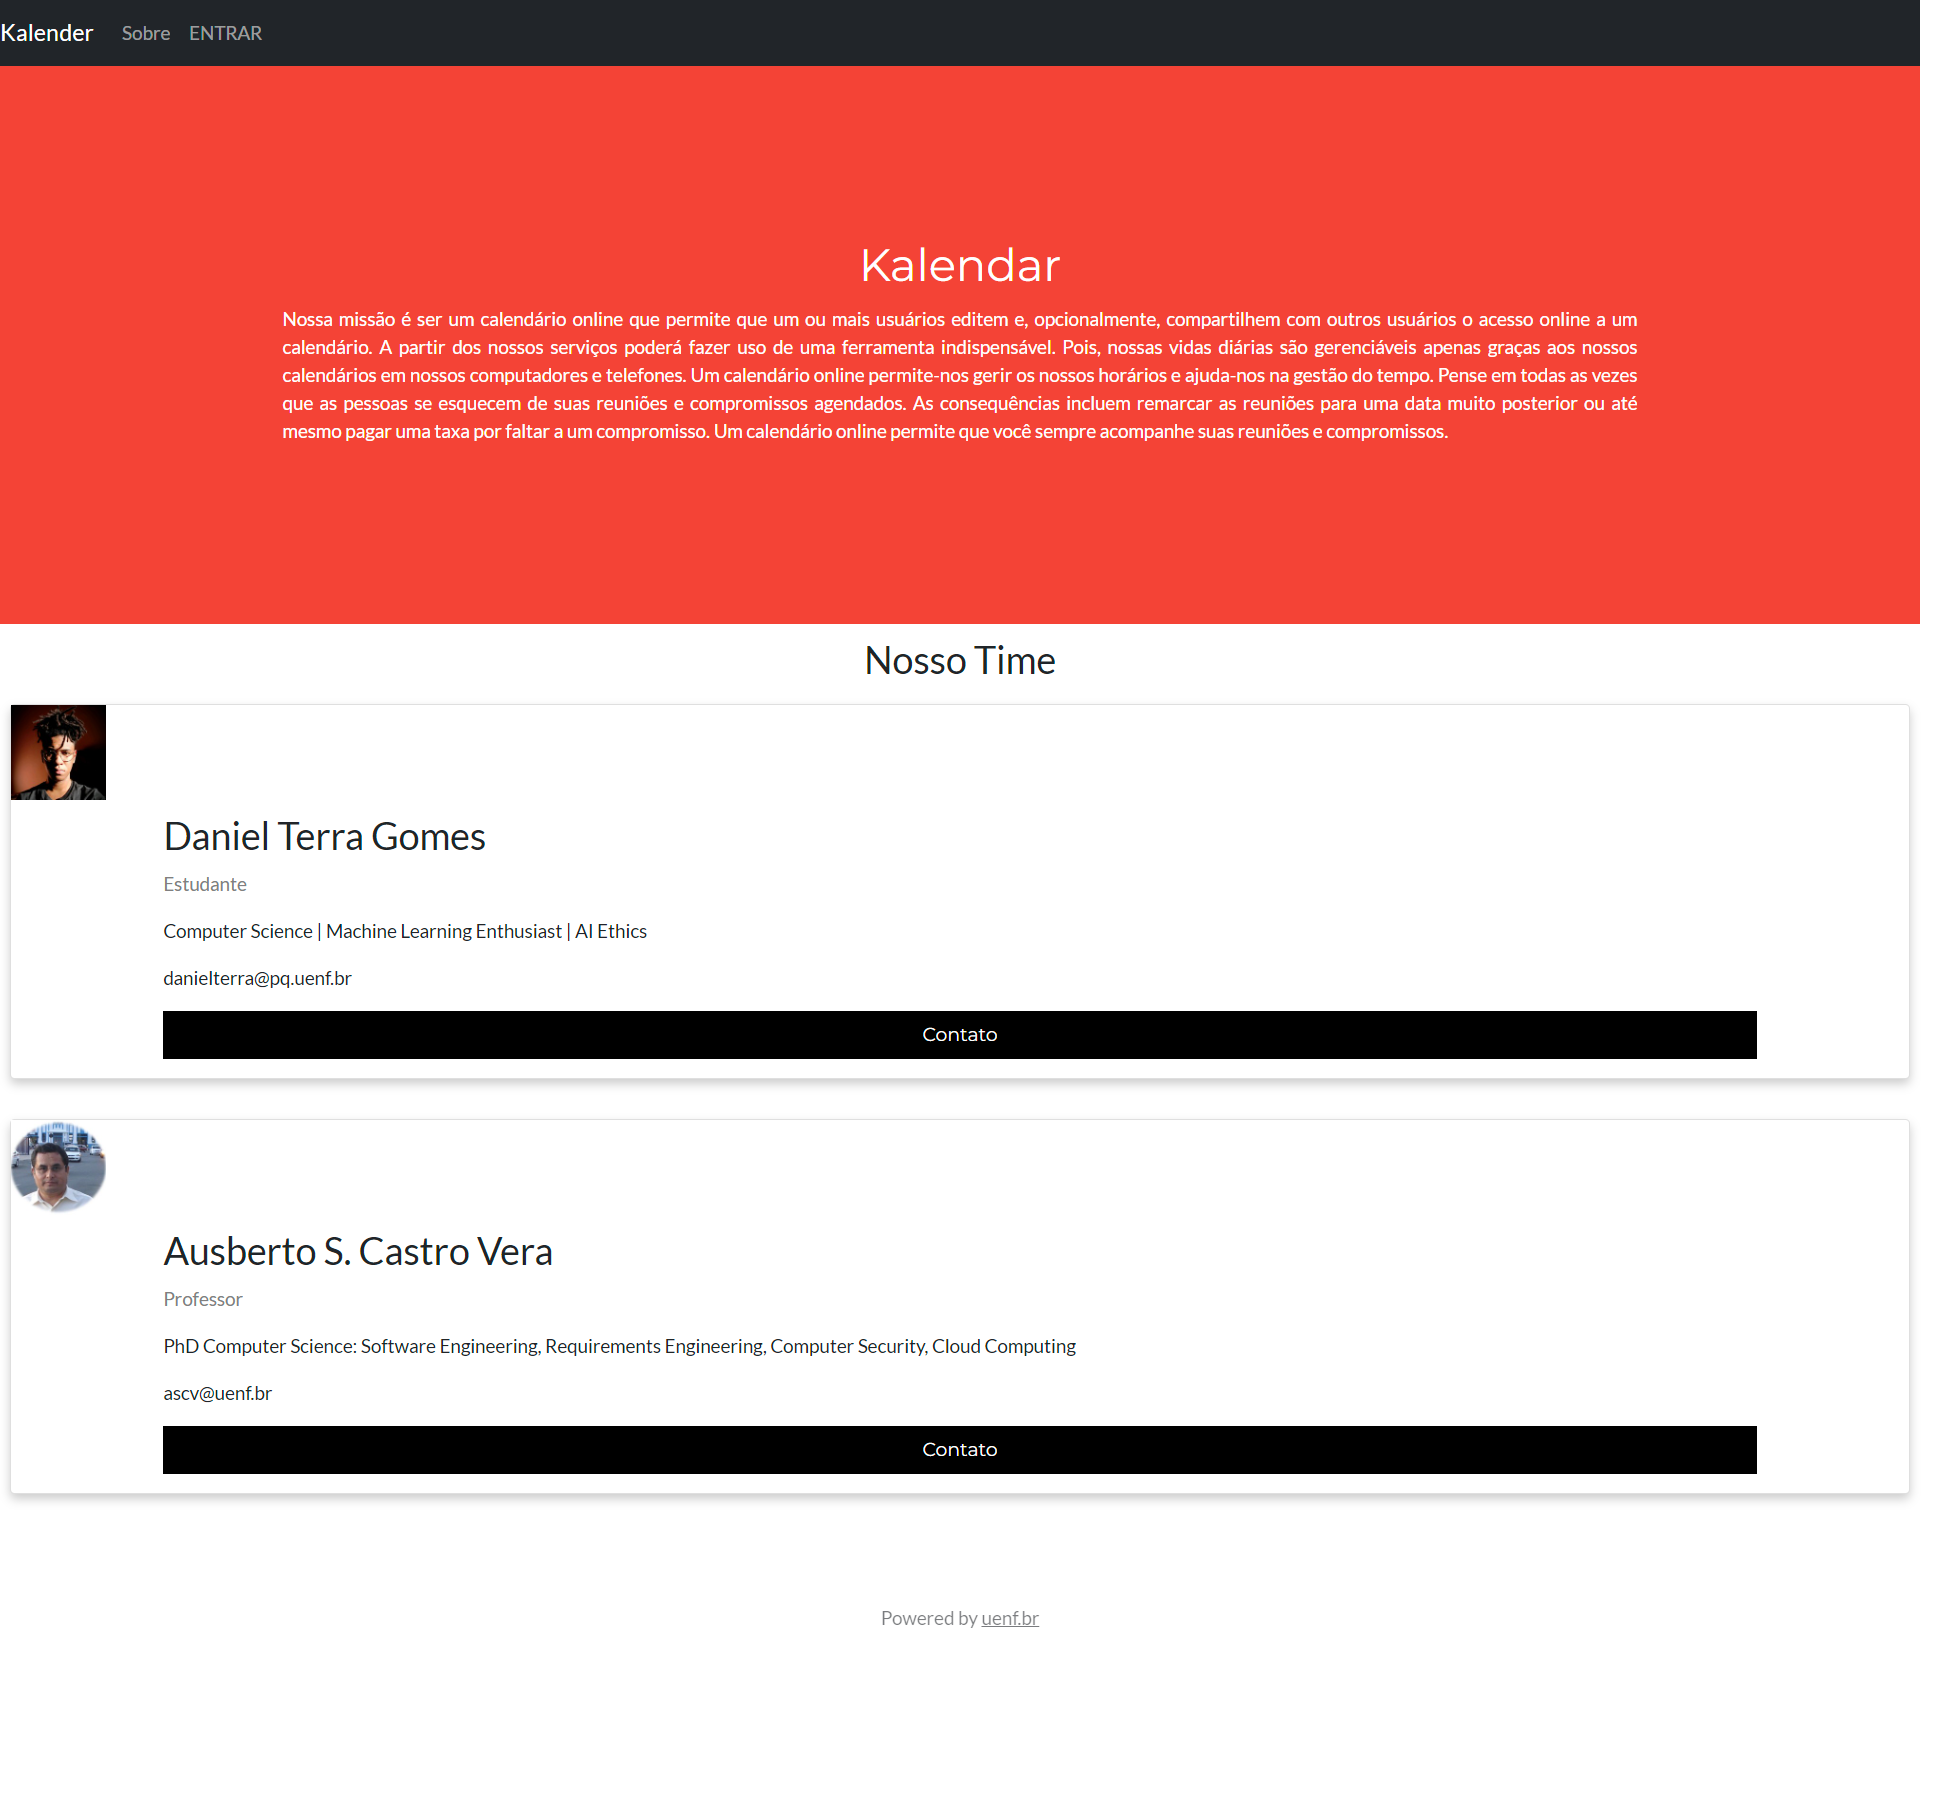 Kalender Sobre ENTRAR
Kalendar
Nossa missão é ser um calendário online que permite que um ou mais usuários editem e, opcionalmente, compartilhem com outros usuários o acesso online a um
calendário. A partir dos nossos serviços poderá fazer uso de uma ferramenta indispensável. Pois, nossas vidas diárias são gerenciáveis apenas graças aos nossos
calendários em nossos computadores e telefones. Um calendário online permite-nos gerir os nossos horários e ajuda-nos na gestão do tempo. Pense em todas as vezes
que as pessoas se esquecem de suas reuniões e compromissos agendados. As consequências incluem remarcar as reuniões para uma data muito posterior ou até
mesmo pagar uma taxa por faltar a um compromisso. Um calendário online permite que você sempre acompanhe suas reuniões e compromissos.
Nosso Time
Daniel Terra Gomes
Estudante
Computer Science | Machine Learning Enthusiast | AI Ethics
danielterra@pq.uenf.br
Contato
Ausberto S. Castro Vera
Professor
PhD Computer Science: Software Engineering, Requirements Engineering, Computer Security, Cloud Computing
ascv@uenf.br
Contato
Powered by uenf.br